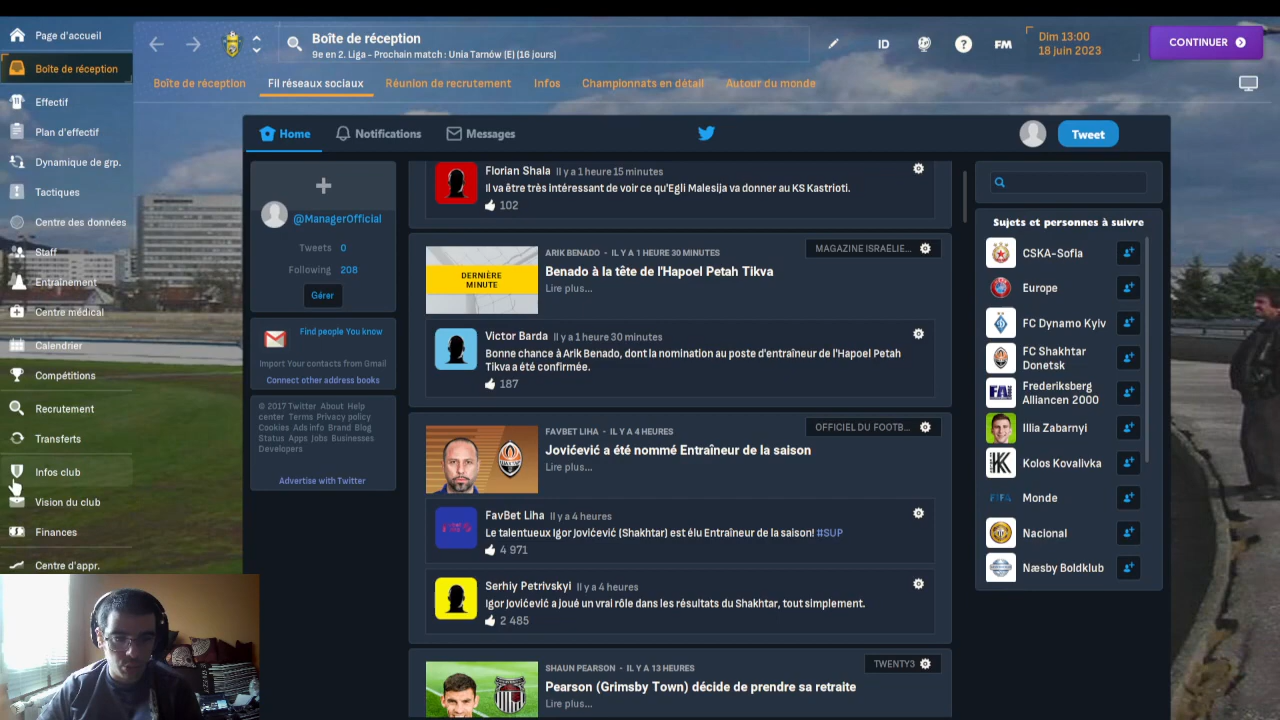 Page d'accueil
Boîte de réception
Effectif
Plan d'effectif
Dynamique de grp.
Tactiques
Centre des données
Staff
Entraînement
Centre médical
Calendrier
Compétitions
Recrutement
Transferts
Infos club
Vision du club
Finances
Centre d'appr.
Boîte de réception
9e en 2. Liga - Prochain match : Unia Tarnów (E) (16 jours)
ID
?
FM
Dim 13:00
18 juin 2023
CONTINUER
Boîte de réception
Fil réseaux sociaux
Réunion de recrutement
Infos
Championnats en détail
Autour du monde
Home
Notifications
Messages
Tweet
@ManagerOfficial
Tweets 0
Following 208
Gérer
Find people You know
Import Your contacts from Gmail
Connect other address books
© 2017 Twitter About Help
center Terms Privacy policy
Cookies Ads info Brand Blog
Status Apps Jobs Businesses
Developers
Advertise with Twitter
Florian Shala Il y a 1 heure 15 minutes
Il va être très intéressant de voir ce qu'Egli Malesija va donner au KS Kastrioti.
102
DERNIÈRE
MINUTE
ARIK BENADO - IL Y A 1 HEURE 30 MINUTES
MAGAZINE ISRAÉLIE...
Benado à la tête de l'Hapoel Petah Tikva
Lire plus...
Victor Barda Il y a 1 heure 30 minutes
Bonne chance à Arik Benado, dont la nomination au poste d'entraîneur de l'Hapoel Petah
Tikva a été confirmée.
187
FAVBET LIHA - IL Y A 4 HEURES
OFFICIEL DU FOOTB...
Jovićević a été nommé Entraîneur de la saison
Lire plus...
FavBet Liha Il y a 4 heures
Le talentueux Igor Jovićević (Shakhtar) est élu Entraîneur de la saison! #SUP
4 971
Serhiy Petrivskyi Il y a 4 heures
Igor Jovićević a joué un vrai rôle dans les résultats du Shakhtar, tout simplement.
2 485
SHAUN PEARSON - IL Y A 13 HEURES
TWENTY3
Pearson (Grimsby Town) décide de prendre sa retraite
Lire plus...
Sujets et personnes à suivre
CSKA-Sofia
Europe
FC Dynamo Kyiv
FC Shakhtar
Donetsk
Frederiksberg
Alliancen 2000
Illia Zabarnyi
Kolos Kovalivka
FIFA
Monde
Nacional
Næsby Boldklub